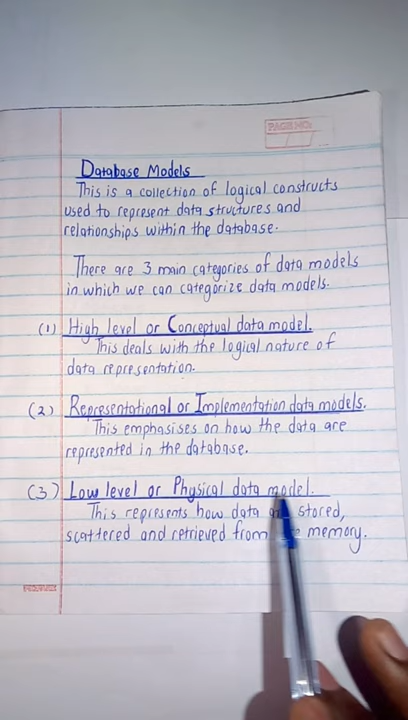 PAGE NO:
Database Models
This is a collection of logical constructs
used to represent data structures and
relationships within the database.
There are 3 main categories of data models
in which we can categorize data models.
(1) High level or Conceptual data model.
This deals with the logical nature of
data representation.
(2) Representational or Implementation data models.
This emphasises on how the data are
represented in the database.
(3) Low level or Physical data model.
This represents how data stored,
scattered and retrieved from memory.